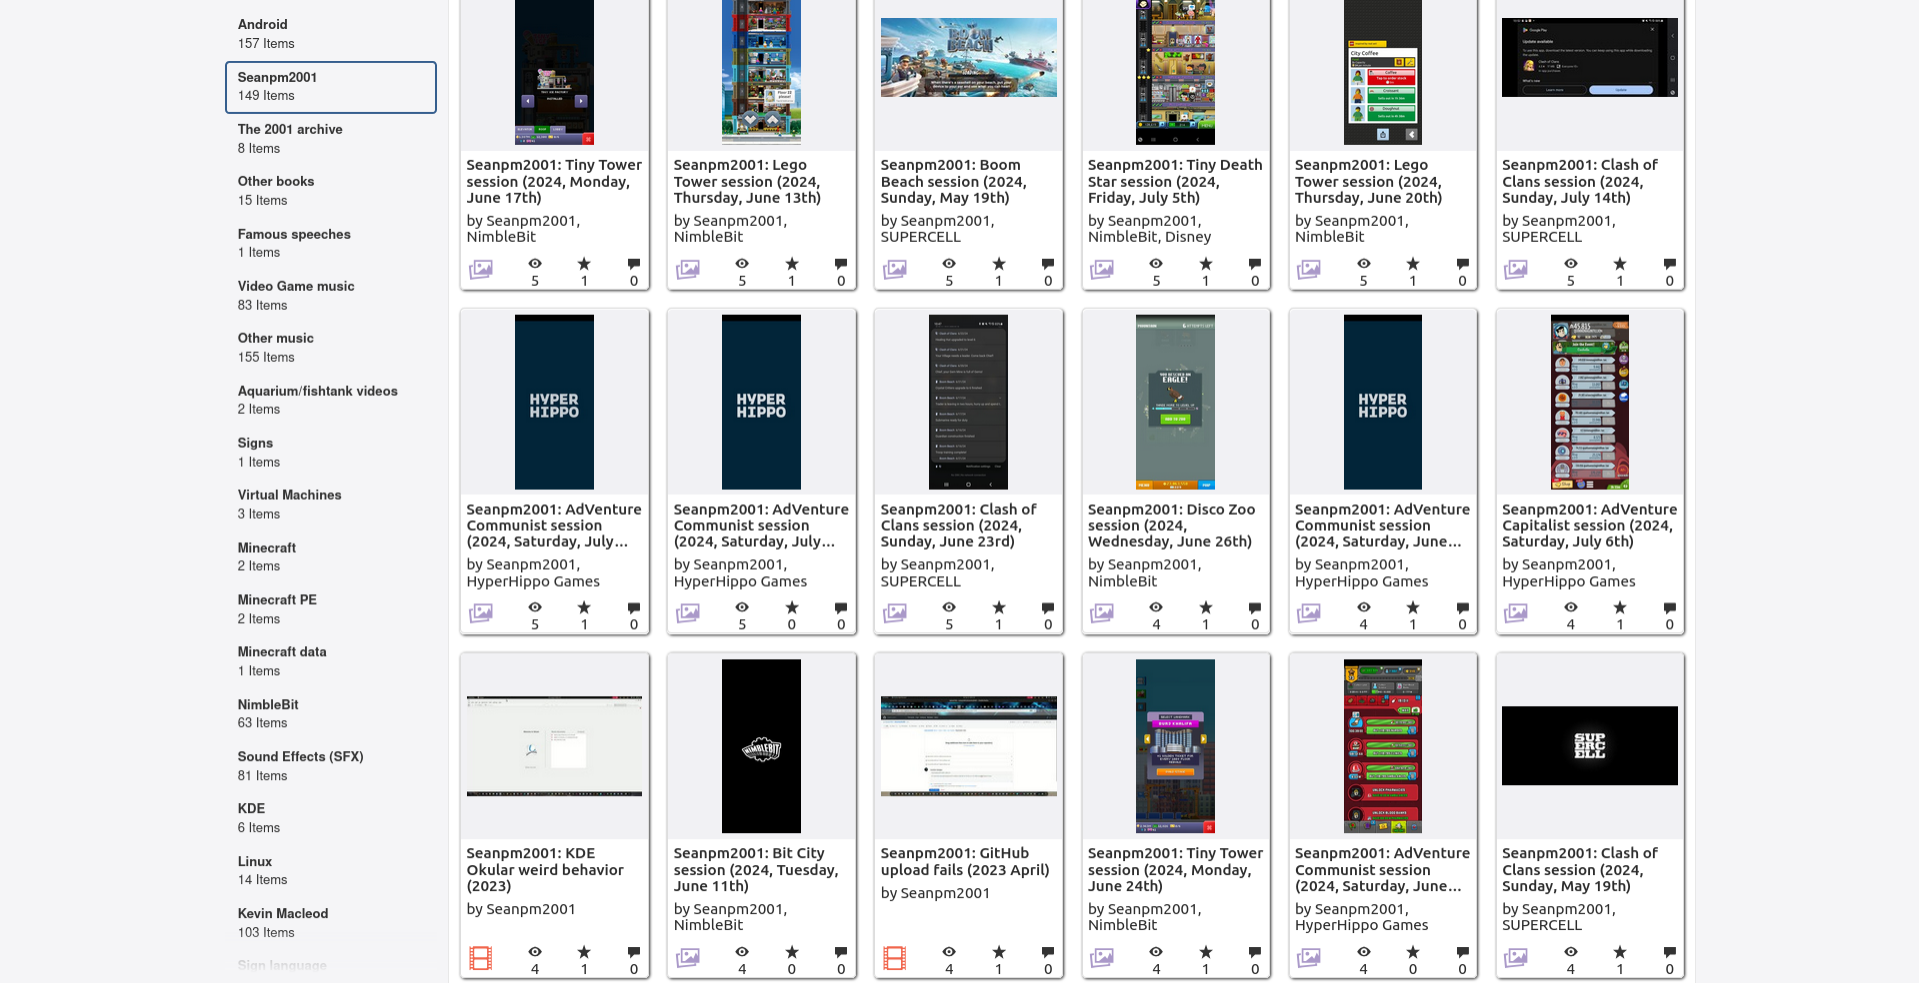 Android
157 Items
Seanpm2001
149 Items
The 2001 archive
8 Items
Other books
15 Items
Famous speeches
1 Items
Video Game music
83 Items
Other music
155 Items
Aquarium/fishtank videos
2 Items
Signs
1 Items
Virtual Machines
3 Items
Minecraft
2 Items
Minecraft PE
2 Items
Minecraft data
1 Items
NimbleBit
63 Items
Sound Effects (SFX)
81 Items
KDE
6 Items
Linux
14 Items
Kevin Macleod
103 Items
Sign language
Seanpm2001: Tiny Tower
session (2024, Monday,
June 17th)
by Seanpm2001,
NimbleBit
5 1 0
Seanpm2001: Lego
Tower session (2024,
Thursday, June 13th)
by Seanpm2001,
NimbleBit
5 1 0
BOOM
BEACH
Seanpm2001: Boom
Beach session (2024,
Sunday, May 19th)
by Seanpm2001,
SUPERCELL
5 1 0
Seanpm2001: Tiny Death
Star session (2024,
Friday, July 5th)
by Seanpm2001,
NimbleBit, Disney
5 1 0
City Coffee
Seanpm2001: Lego
Tower session (2024,
Thursday, June 20th)
by Seanpm2001,
NimbleBit
5 1 0
Seanpm2001: Clash of
Clans session (2024,
Sunday, July 14th)
by Seanpm2001,
SUPERCELL
5 1 0
HYPER
HIPPO
Seanpm2001: AdVenture
Communist session
(2024, Saturday, July...
by Seanpm2001,
HyperHippo Games
5 1 0
HYPER
HIPPO
Seanpm2001: AdVenture
Communist session
(2024, Saturday, July...
by Seanpm2001,
HyperHippo Games
5 0 0
Seanpm2001: Clash of
Clans session (2024,
Sunday, June 23rd)
by Seanpm2001,
SUPERCELL
5 1 0
EAGLE!
Seanpm2001: Disco Zoo
session (2024,
Wednesday, June 26th)
by Seanpm2001,
NimbleBit
4 1 0
HYPER
HIPPO
Seanpm2001: AdVenture
Communist session
(2024, Saturday, June...
by Seanpm2001,
HyperHippo Games
4 1 0
Seanpm2001: AdVenture
Capitalist session (2024,
Saturday, July 6th)
by Seanpm2001,
HyperHippo Games
4 1 0
Seanpm2001: KDE
Okular weird behavior
(2023)
by Seanpm2001
4 1 0
NIMBLEBIT
Seanpm2001: Bit City
session (2024, Tuesday,
June 11th)
by Seanpm2001,
NimbleBit
4 0 0
Seanpm2001: GitHub
upload fails (2023 April)
by Seanpm2001
4 1 0
Seanpm2001: Tiny Tower
session (2024, Monday,
June 24th)
by Seanpm2001,
NimbleBit
4 1 0
Seanpm2001: AdVenture
Communist session
(2024, Saturday, June...
by Seanpm2001,
HyperHippo Games
4 0 0
SUP
ERC
ELL
Seanpm2001: Clash of
Clans session (2024,
Sunday, May 19th)
by Seanpm2001,
SUPERCELL
4 1 0